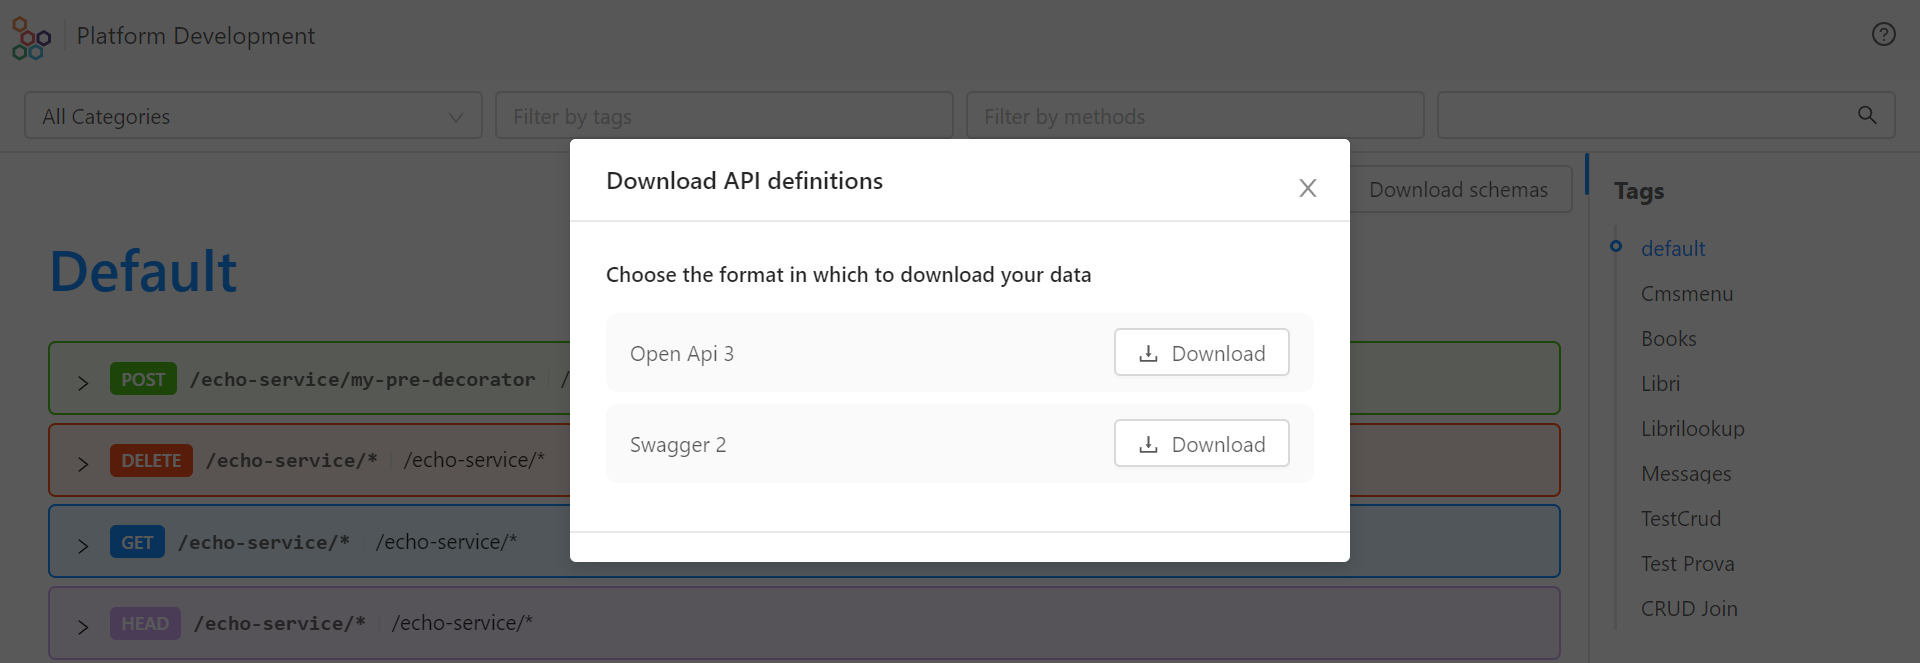 Platform Development
All Categories
Filter by tags
Filter by methods
Download API definitions
Download schemas
Tags
Choose the format in which to download your data
Open Api 3
Download
Swagger 2
Download
Default
POST /echo-service/my-pre-decorator /
DELETE /echo-service/* /echo-service/*
GET /echo-service/* /echo-service/*
HEAD /echo-service/* /echo-service/*
default
Cmsmenu
Books
Libri
Librilookup
Messages
TestCrud
Test Prova
CRUD Join